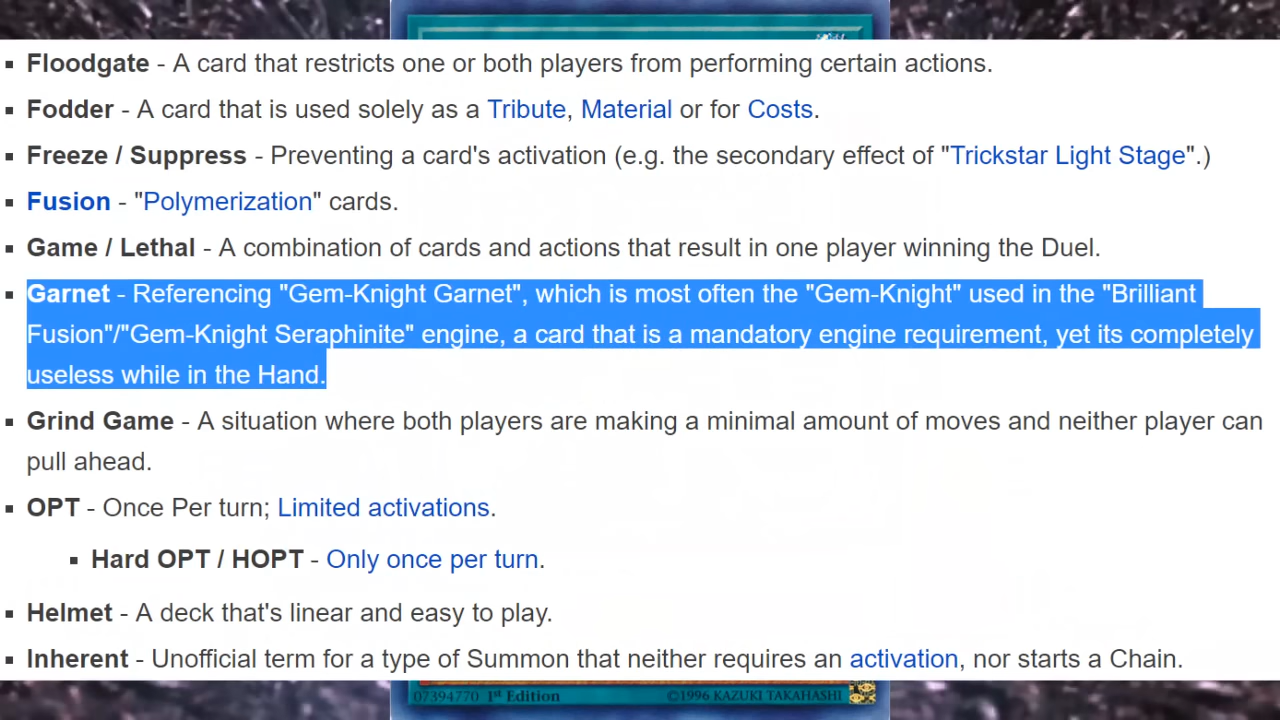 Floodgate - A card that restricts one or both players from performing certain actions.
Fodder - A card that is used solely as a Tribute, Material or for Costs.
Freeze / Suppress - Preventing a card's activation (e.g. the secondary effect of "Trickstar Light Stage".)
Fusion - "Polymerization" cards.
Game / Lethal - A combination of cards and actions that result in one player winning the Duel.
Garnet - Referencing "Gem-Knight Garnet", which is most often the "Gem-Knight" used in the "Brilliant
Fusion"/"Gem-Knight Seraphinite" engine, a card that is a mandatory engine requirement, yet its completely
useless while in the Hand.
Grind Game - A situation where both players are making a minimal amount of moves and neither player can
pull ahead.
OPT - Once Per turn; Limited activations.
Hard OPT / HOPT - Only once per turn.
Helmet - A deck that's linear and easy to play.
Inherent - Unofficial term for a type of Summon that neither requires an activation, nor starts a Chain.
07394770 1st Edition ©1996 KAZUKI TAKAHASHI